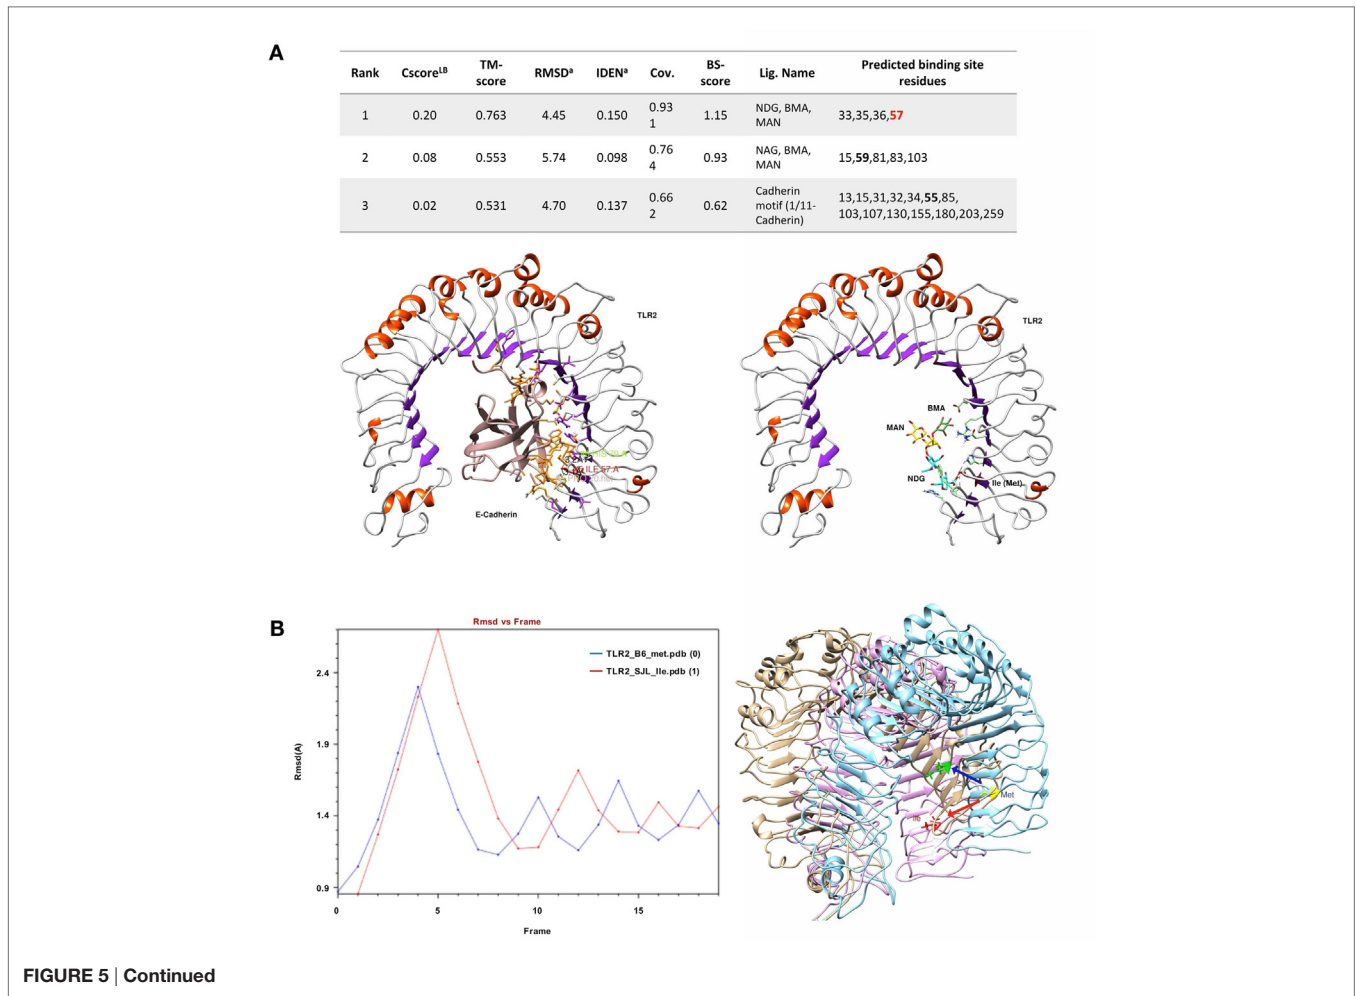 A
Rank CscoreLB TM-score RMSDa IDENa Cov. BS-score Lig. Name Predicted binding site residues
1 0.20 0.763 4.45 0.150 0.931 1.15 NDG, BMA, MAN 33,35,36,57
2 0.08 0.553 5.74 0.098 0.764 0.93 NAG, BMA, MAN 15,59,81,83,103
3 0.02 0.531 4.70 0.137 0.662 0.62 Cadherin motif (1/11-Cadherin) 13,15,31,32,34,55,85, 103,107,130,155,180,203,259
TLR2
ILE 57.A
E-Cadherin
TLR2
BMA
MAN
NDG
Ile (Met)
B
Rmsd vs Frame
TLR2_B6_met.pdb (0)
TLR2_SJL_Ile.pdb (1)
2.4
1.9
1.4
0.9
Rmsd(A)
0 5 10 15
Frame
Met
Ile
FIGURE 5 | Continued